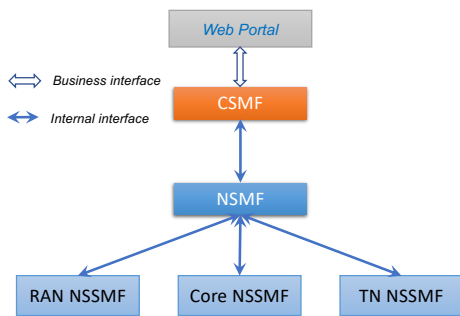 Web Portal
Business interface
CSMF
Internal interface
NSMF
RAN NSSMF
Core NSSMF
TN NSSMF